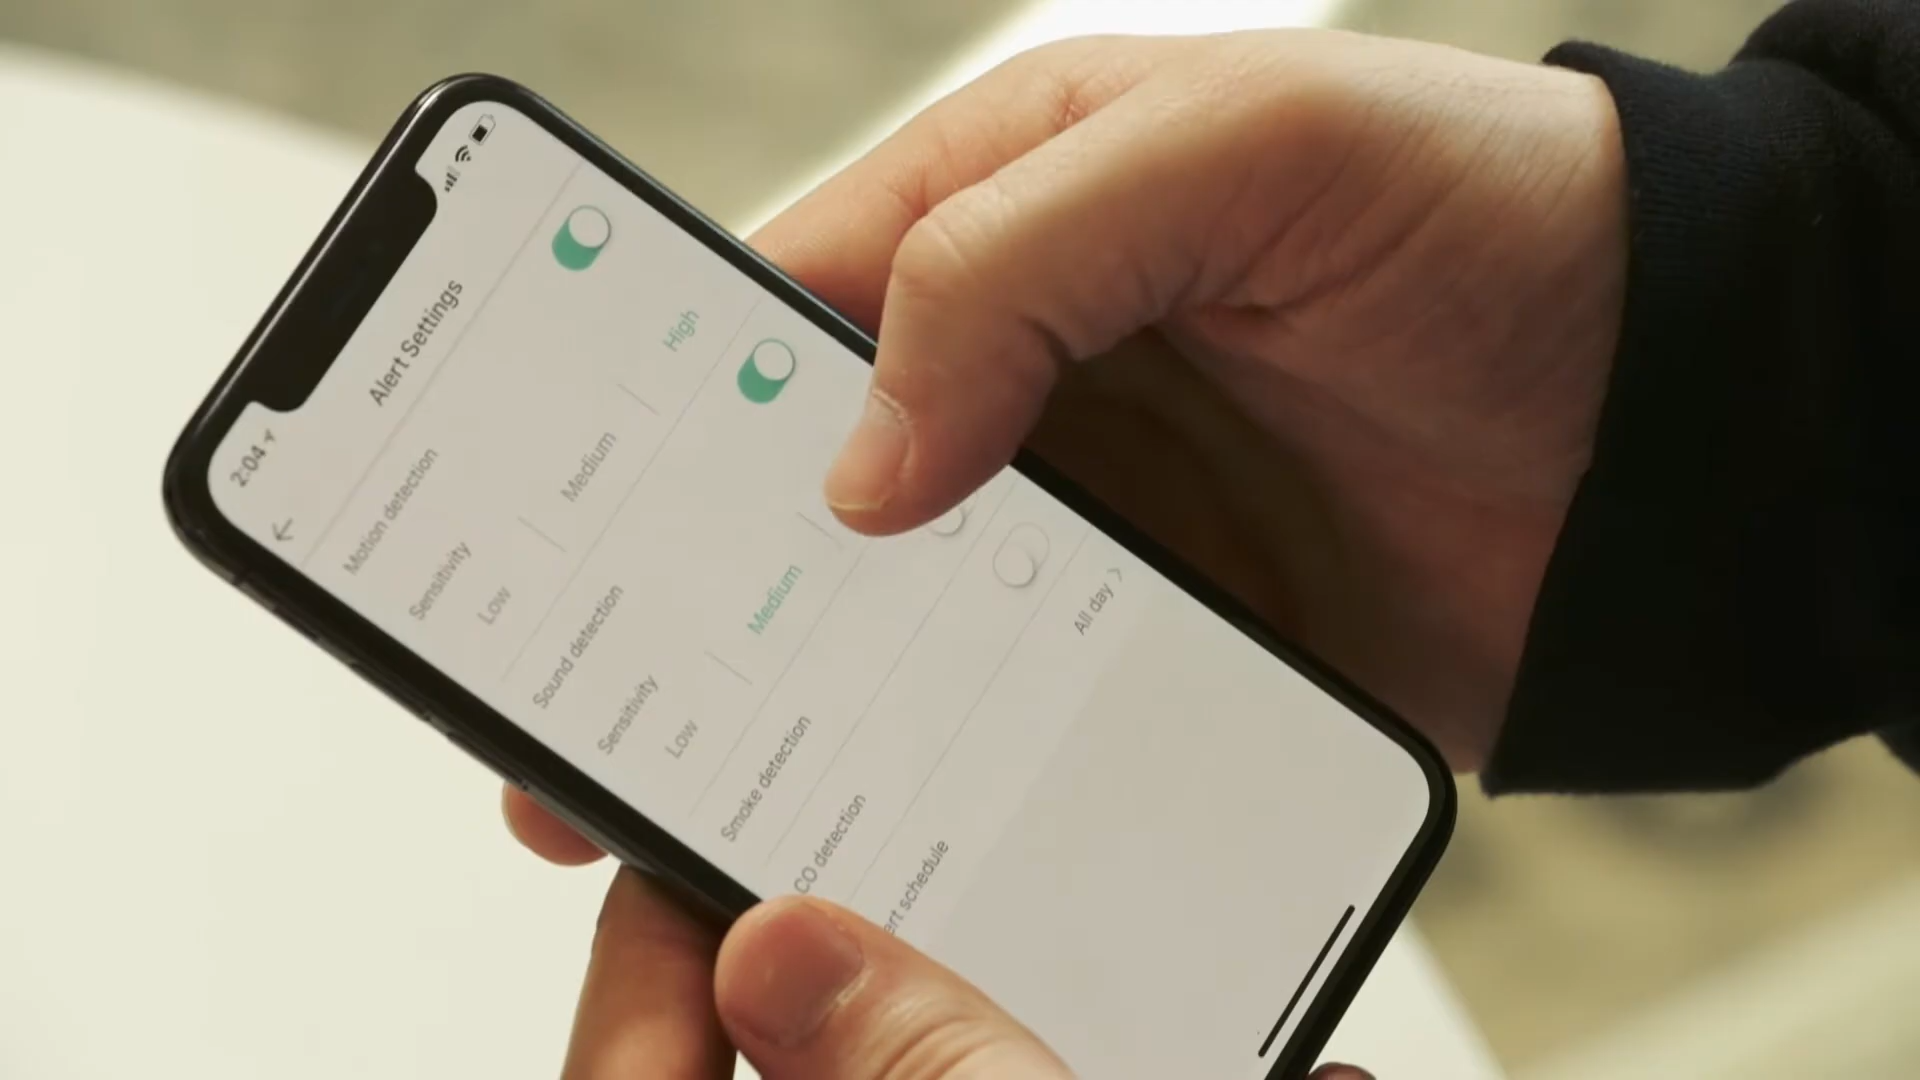 2:04
Alert Settings
Motion detection
Sensitivity
Low
Medium
High
Sound detection
Sensitivity
Low
Medium
Smoke detection
CO detection
schedule
All day